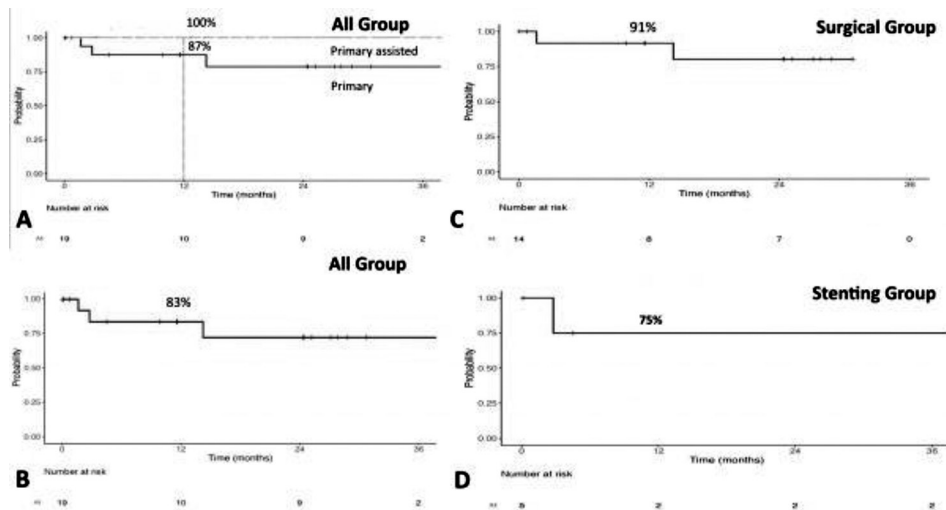 100%
All Group
1.00
87%
Primary assisted
0.75
Primary
Probability
0.50
0.25
0.00
0
12
24
36
Time (months)
Number at risk
A
19
10
9
2
91%
Surgical Group
1.00
0.75
Probability
0.50
0.25
0.00
0
12
24
36
Time (months)
Number at risk
C
14
7
0
All Group
83%
1.00
0.75
Probability
0.50
0.25
0.00
0
12
24
36
Time (months)
Number at risk
B
19
10
9
2
Stenting Group
75%
1.00
0.75
Probability
0.50
0.25
0.00
0
12
24
36
Time (months)
Number at risk
D
5
2
2
2